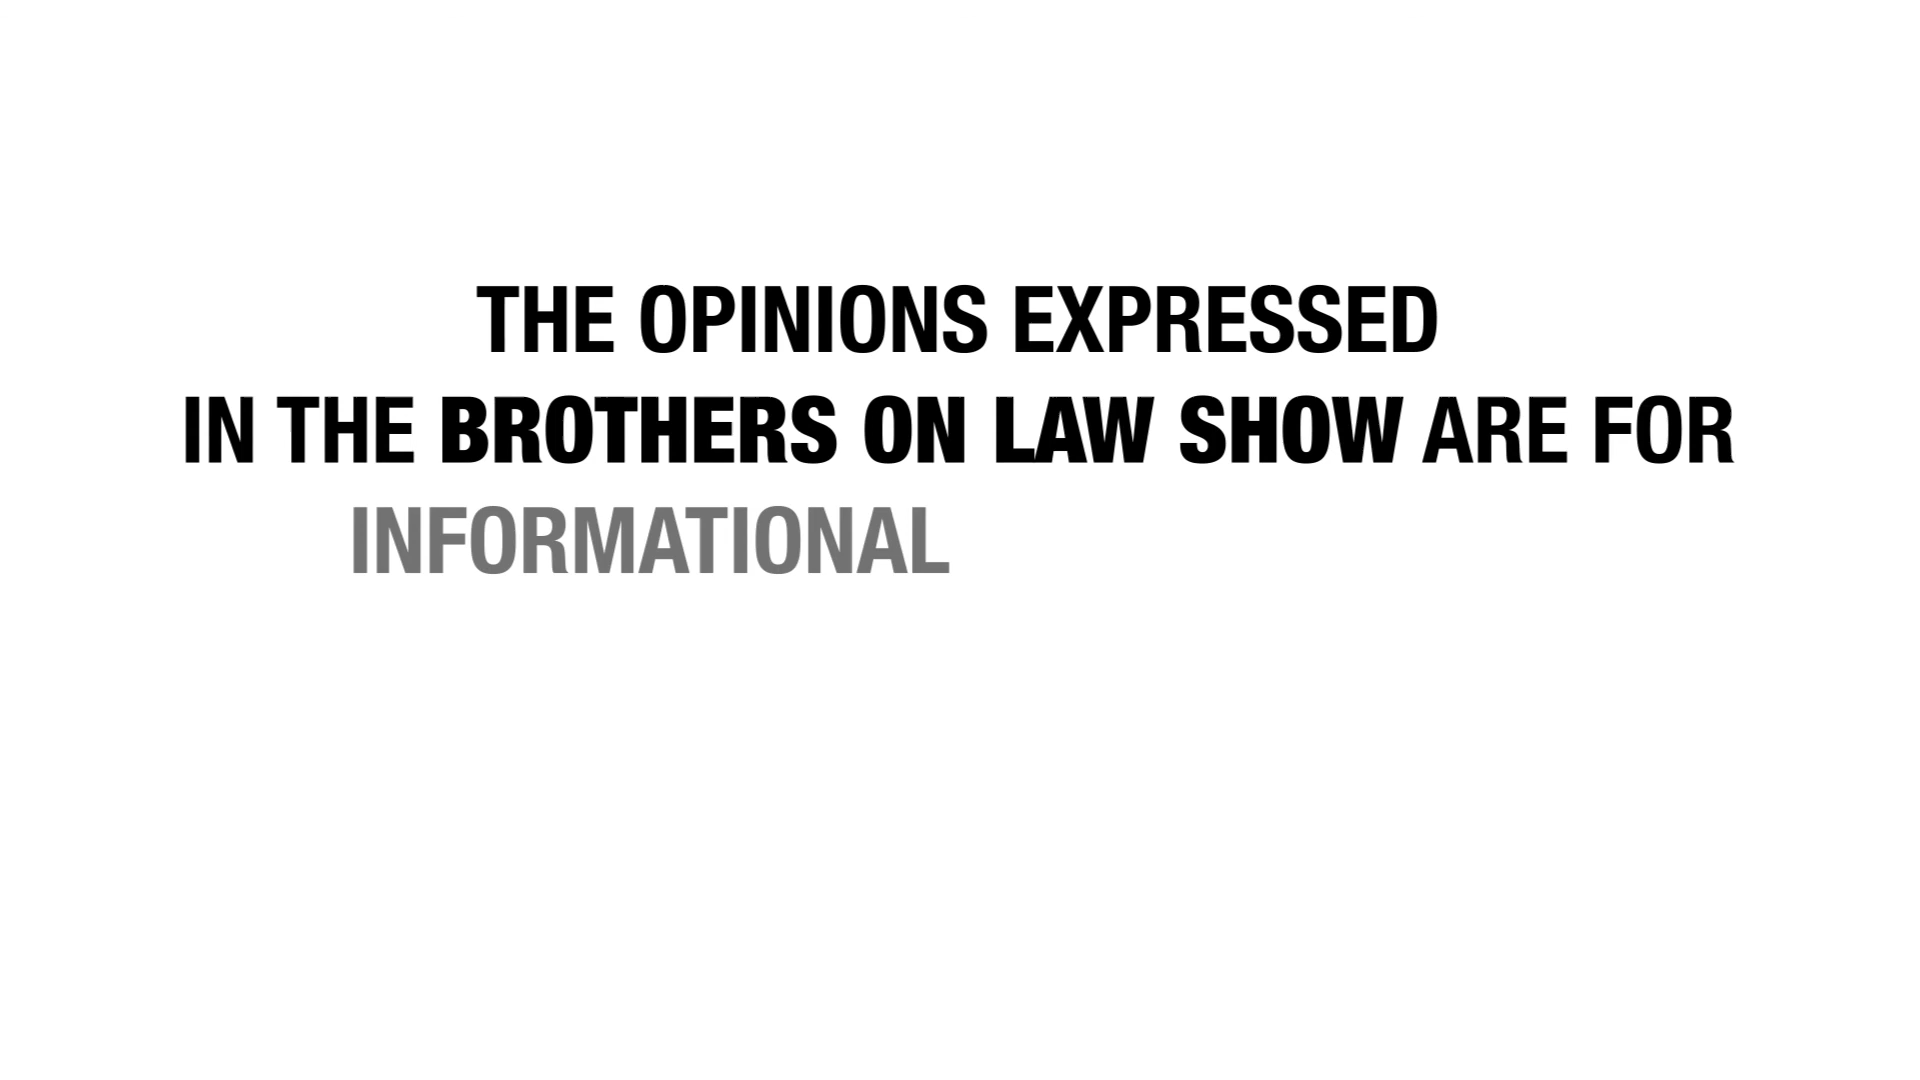 THE OPINIONS EXPRESSED
IN THE BROTHERS ON LAW SHOW ARE FOR
INFORMATIONAL